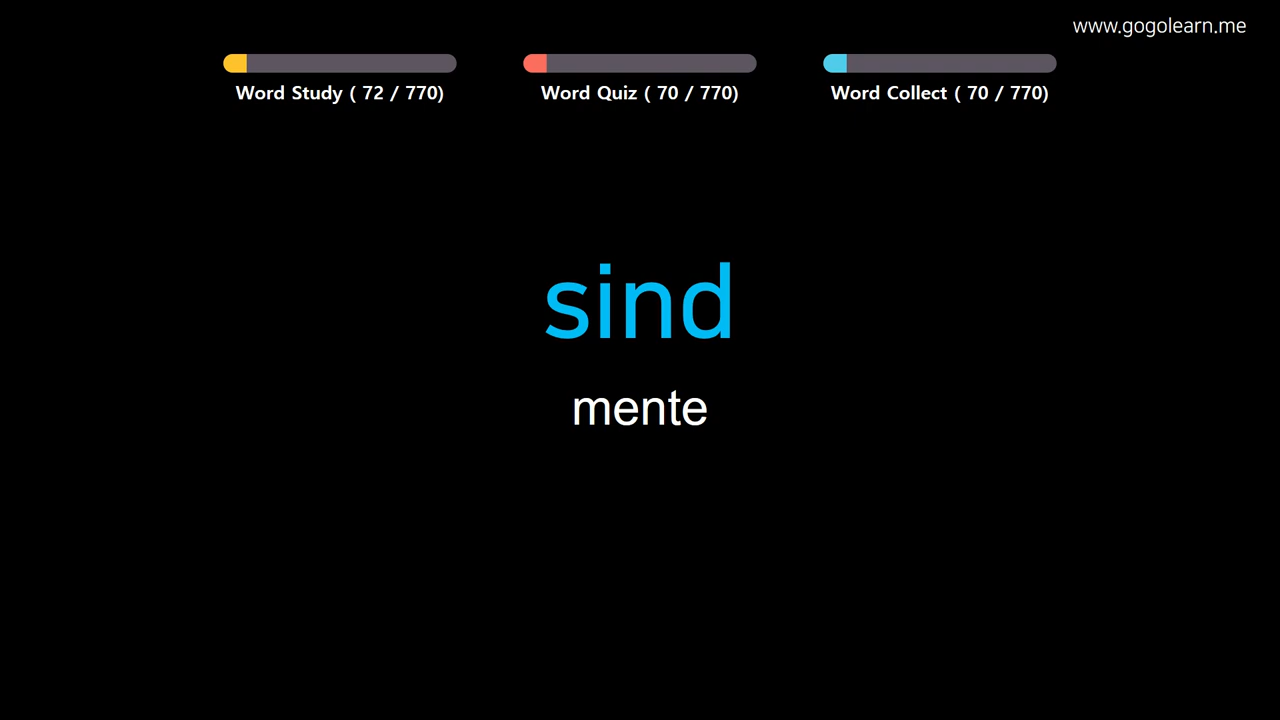 www.gogolearn.me
Word Study ( 72 / 770)
Word Quiz ( 70 / 770)
Word Collect ( 70 / 770)
sind
mente